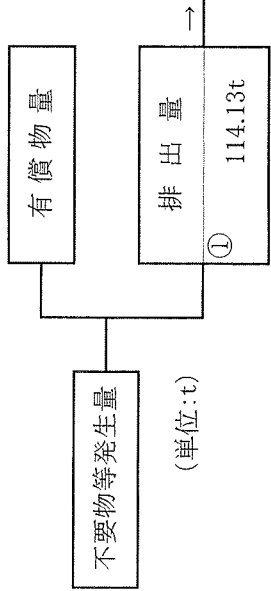 有償物量
排出量
①
114.13t
不要物等発生量
(単位:t)